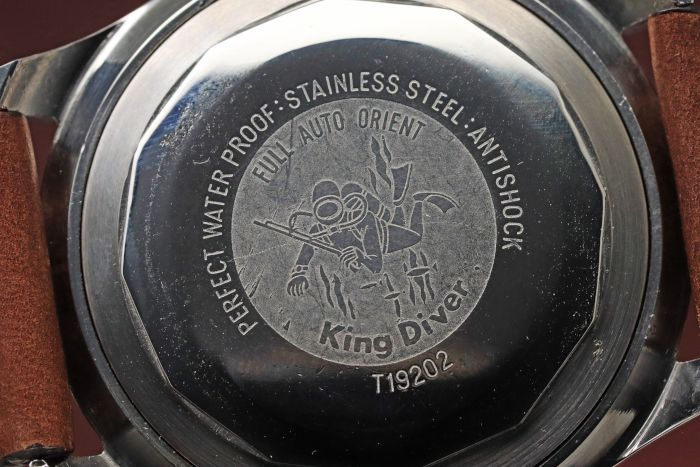 PERFECT WATER PROOF: STAINLESS STEEL: ANTISHOCK
FULL AUTO ORIENT
King Diver
T19202